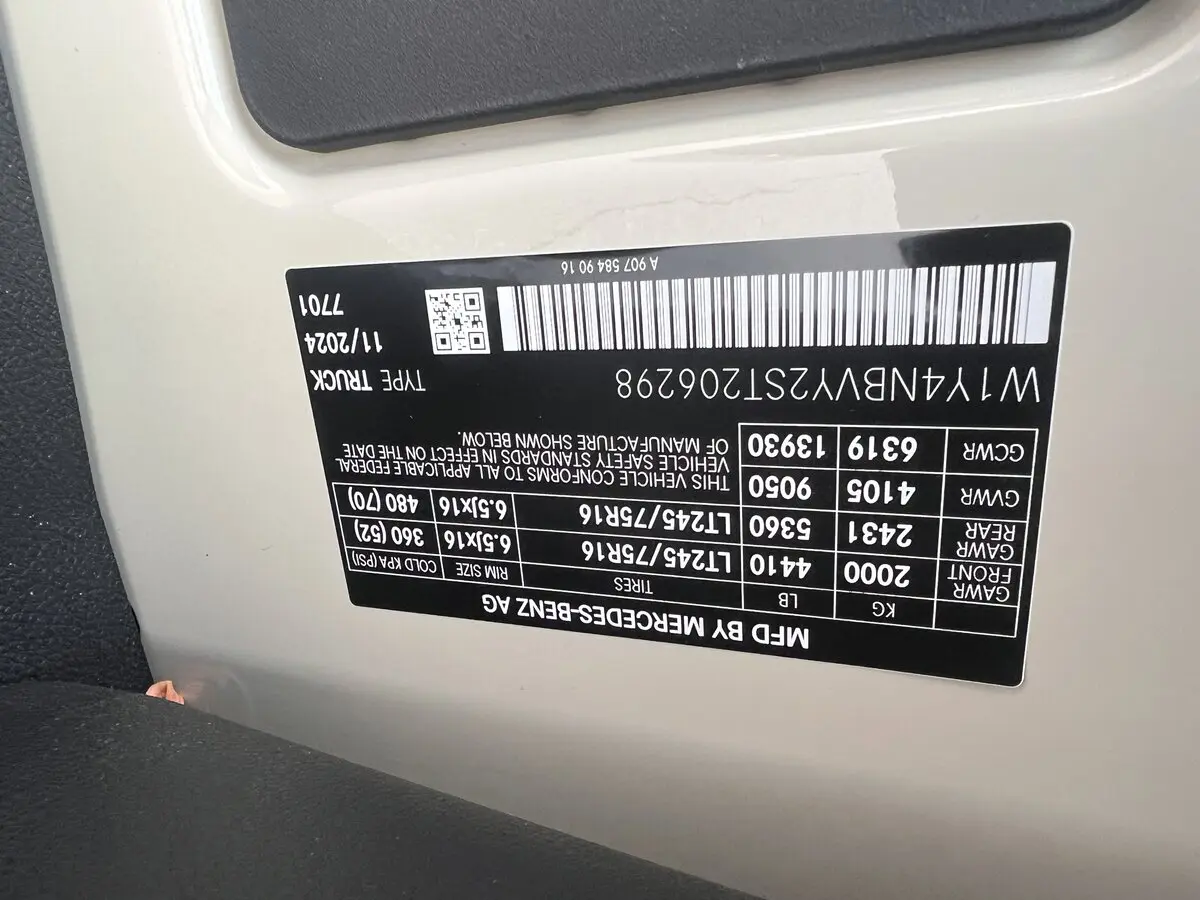 MFD BY MERCEDES-BENZ AG
KG LB TIRES RIM SIZE COLD KPA (PSI)
GAWR FRONT 2000 4410 LT245/75R16 6.5Jx16 360 (52)
GAWR REAR 2431 5360 LT245/75R16 6.5Jx16 480 (70)
GVWR 4105 9050
GCWR 6319 13930
THIS VEHICLE CONFORMS TO ALL APPLICABLE FEDERAL
VEHICLE SAFETY STANDARDS IN EFFECT ON THE DATE
OF MANUFACTURE SHOWN BELOW.
W1Y4NBVY2ST206298
TYPE TRUCK
11/2024
7701
A 907 584 90 16